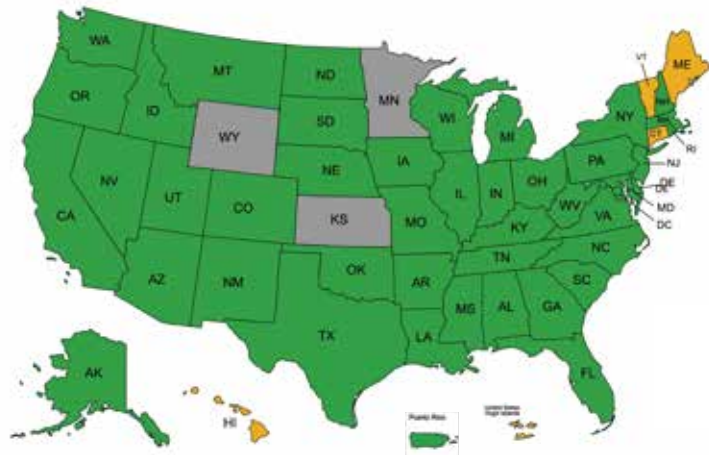 WA
MT
ND
MN
VT
ME
OR
ID
SD
WI
MI
NY
NH
MA
CT
RI
WY
NE
IA
PA
NJ
NV
UT
CO
IL
IN
OH
DE
DE
MD
DC
CA
KS
MO
KY
WV
VA
AZ
NM
OK
AR
TN
NC
SC
TX
LA
MS
AL
GA
FL
AK
HI
Puerto Rico
United States
Virgin Islands